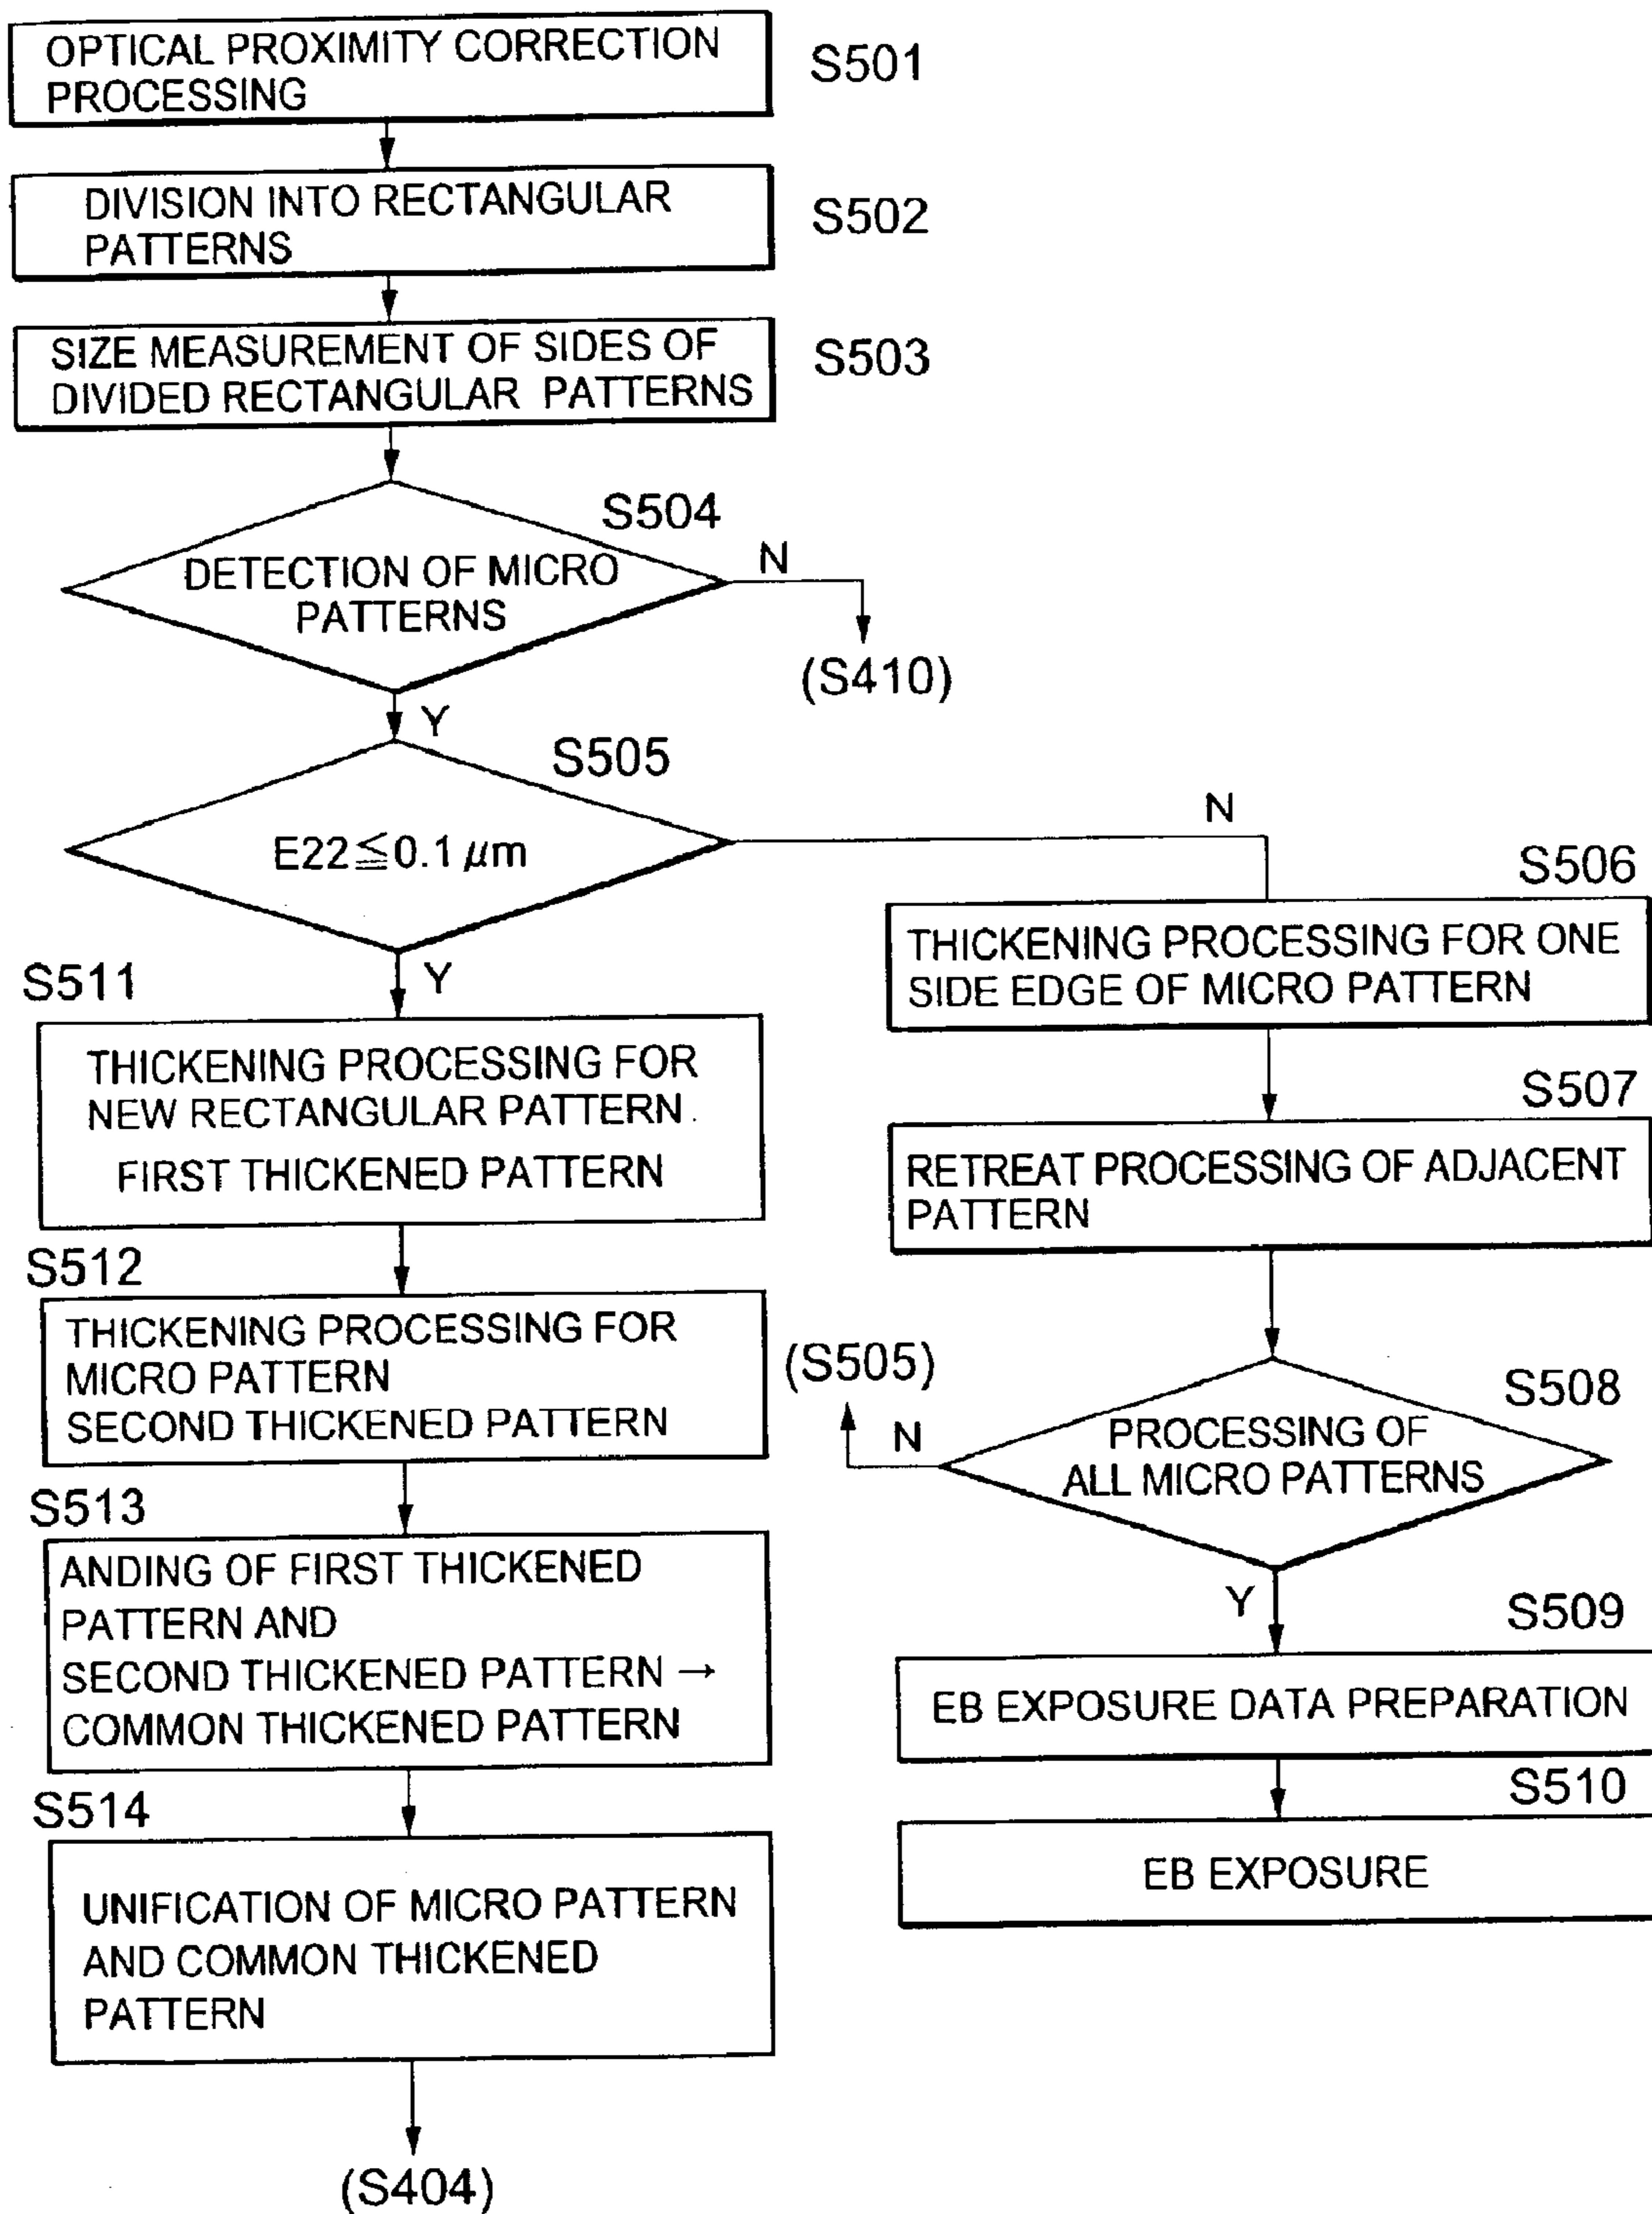 OPTICAL PROXIMITY CORRECTION
PROCESSING
S501
DIVISION INTO RECTANGULAR
PATTERNS
S502
SIZE MEASUREMENT OF SIDES OF
DIVIDED RECTANGULAR PATTERNS
S503
S504
DETECTION OF MICRO
PATTERNS
N
(S410)
Y
S505
E22≦0.1 μm
N
Y
S506
THICKENING PROCESSING FOR ONE
SIDE EDGE OF MICRO PATTERN
S507
RETREAT PROCESSING OF ADJACENT
PATTERN
S508
PROCESSING OF
ALL MICRO PATTERNS
N
(S505)
Y
S509
EB EXPOSURE DATA PREPARATION
S510
EB EXPOSURE
S511
THICKENING PROCESSING FOR
NEW RECTANGULAR PATTERN
FIRST THICKENED PATTERN
S512
THICKENING PROCESSING FOR
MICRO PATTERN
SECOND THICKENED PATTERN
S513
ANDING OF FIRST THICKENED
PATTERN AND
SECOND THICKENED PATTERN →
COMMON THICKENED PATTERN
S514
UNIFICATION OF MICRO PATTERN
AND COMMON THICKENED
PATTERN
(S404)